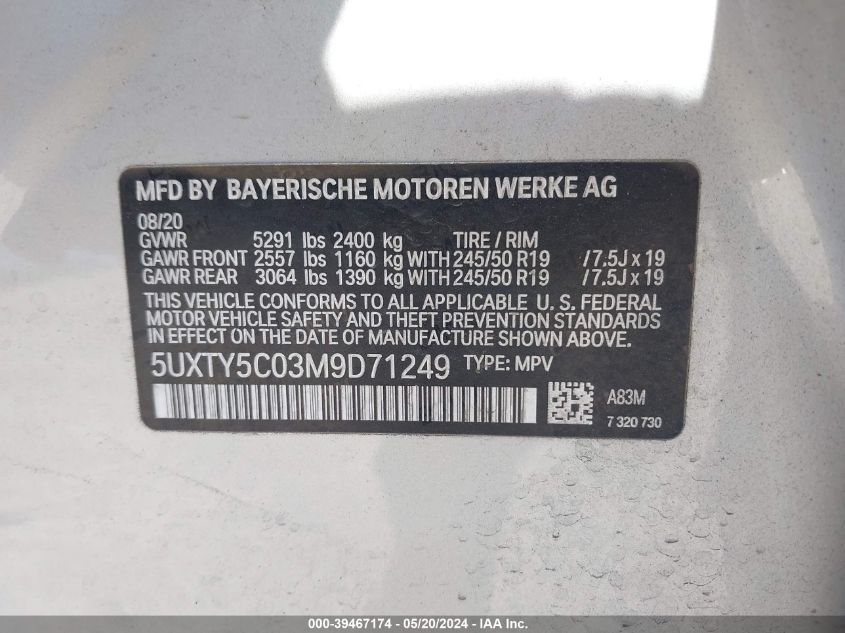 MFD BY BAYERISCHE MOTOREN WERKE AG
08/20
GVWR 5291 lbs 2400 kg TIRE / RIM
GAWR FRONT 2557 lbs 1160 kg WITH 245/50 R19 /7.5J x 19
GAWR REAR 3064 lbs 1390 kg WITH 245/50 R19 /7.5J x 19
THIS VEHICLE CONFORMS TO ALL APPLICABLE U. S. FEDERAL
MOTOR VEHICLE SAFETY AND THEFT PREVENTION STANDARDS
IN EFFECT ON THE DATE OF MANUFACTURE SHOWN ABOVE.
5UXTY5C03M9D71249 TYPE: MPV
A83M
7 320 730
000-39467174 - 05/20/2024 - IAAI.com